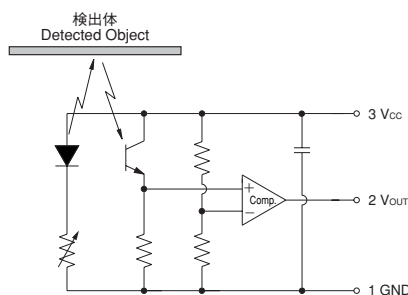 検出体
Detected Object
3 Vcc
+
Comp.
−
2 VOUT
1 GND